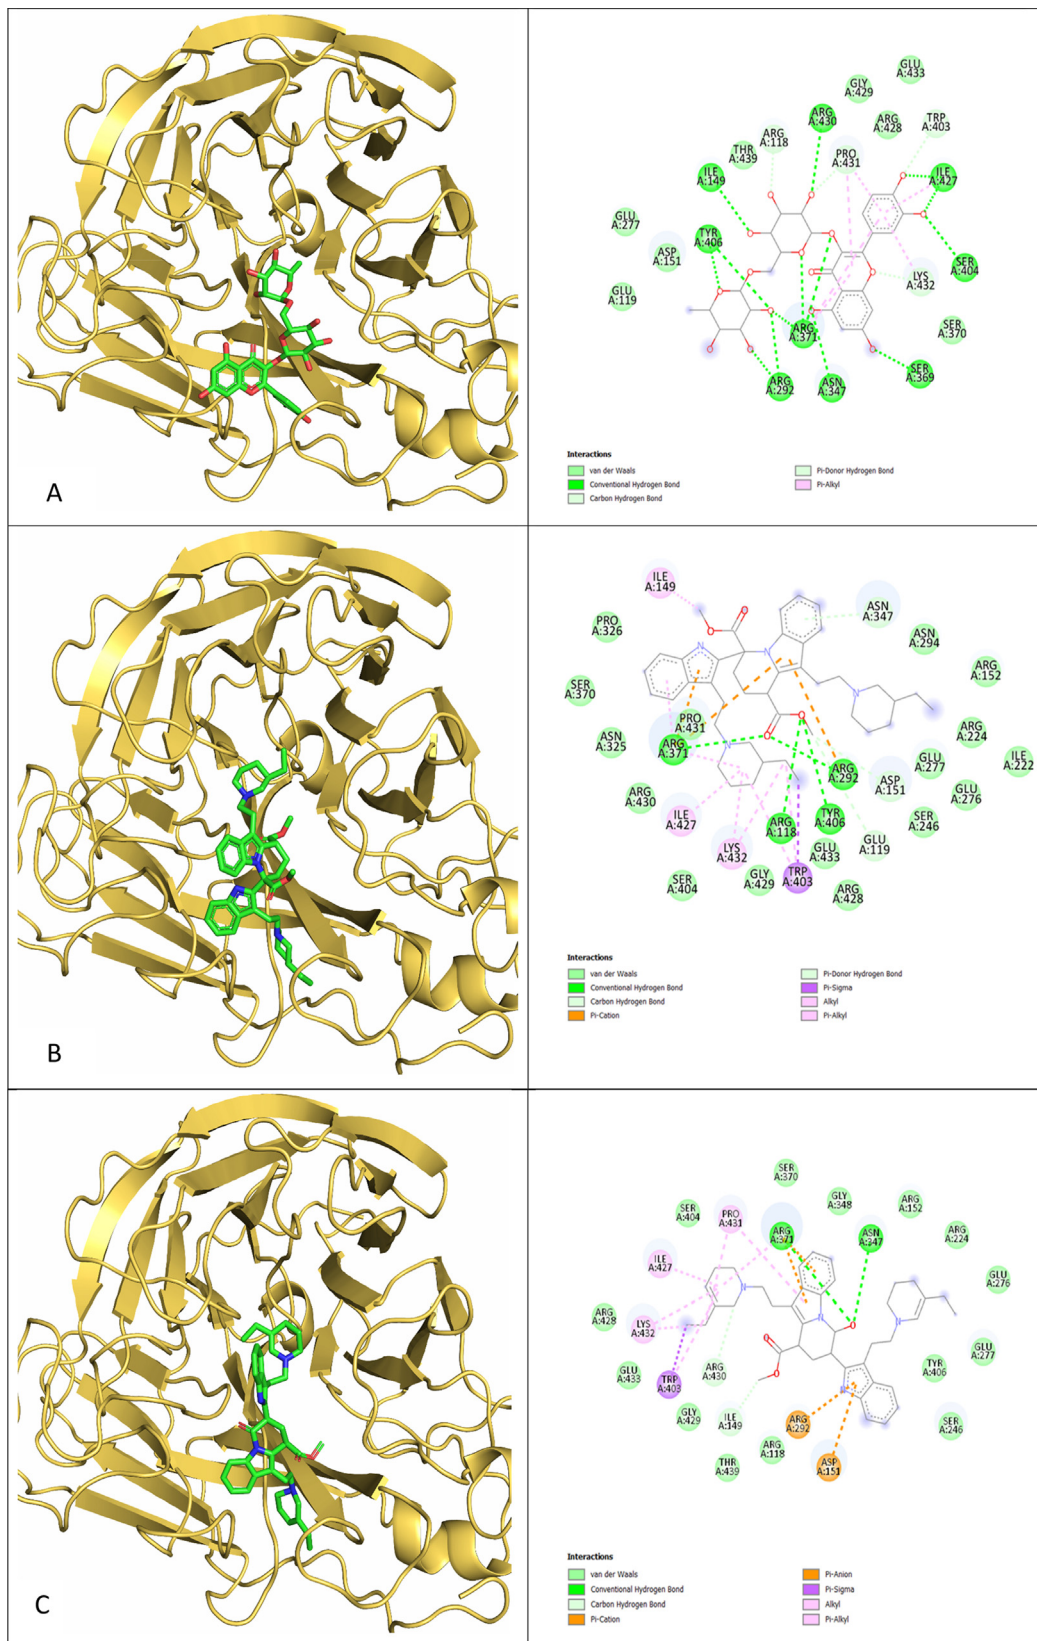 GLU
A:433
GLY
A:429
ARG
A:430
ARG
A:428
TRP
A:403
ARG
A:118
THR
A:439
PRO
A:431
ILE
A:149
ILE
A:427
GLU
A:277
TYR
A:406
ASP
A:151
SER
A:404
LYS
A:432
GLU
A:119
ARG
A:371
SER
A:370
SER
A:369
ARG
A:292
ASN
A:347
A
Interactions
van der Waals
Conventional Hydrogen Bond
Carbon Hydrogen Bond
Pi-Donor Hydrogen Bond
Pi-Alkyl
ILE
A:149
ASN
A:347
PRO
A:326
ASN
A:294
ARG
A:152
SER
A:370
PRO
A:431
ASN
A:325
ARG
A:371
ARG
A:224
GLU
A:277
ILE
A:222
ARG
A:292
ASP
A:151
GLU
A:276
ARG
A:430
ILE
A:427
ARG
A:118
TYR
A:406
SER
A:246
LYS
A:432
GLU
A:433
GLU
A:119
SER
A:404
GLY
A:429
TRP
A:403
ARG
A:428
B
Interactions
van der Waals
Conventional Hydrogen Bond
Carbon Hydrogen Bond
Pi-Cation
Pi-Donor Hydrogen Bond
Pi-Sigma
Alkyl
Pi-Alkyl
SER
A:370
SER
A:404
PRO
A:431
GLY
A:348
ARG
A:152
ARG
A:371
ASN
A:347
ARG
A:224
ILE
A:427
GLU
A:276
ARG
A:428
LYS
A:432
GLU
A:277
GLU
A:433
TRP
A:403
ARG
A:430
TYR
A:406
GLY
A:429
ILE
A:149
ARG
A:292
SER
A:246
ARG
A:118
THR
A:439
ASP
A:151
C
Interactions
van der Waals
Conventional Hydrogen Bond
Carbon Hydrogen Bond
Pi-Cation
Pi-Anion
Pi-Sigma
Alkyl
Pi-Alkyl